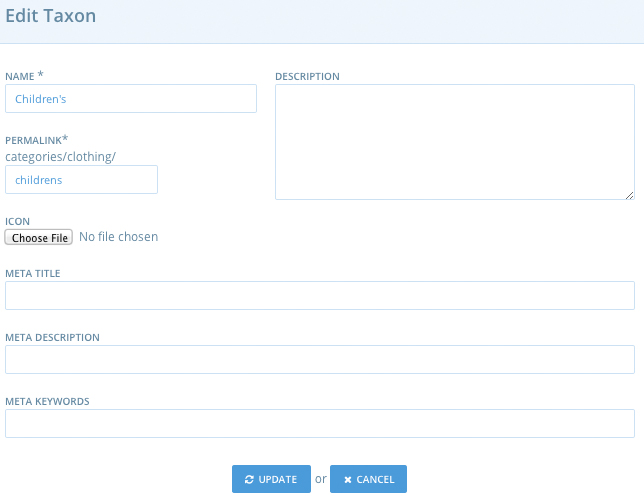 Edit Taxon
NAME *
Children's
DESCRIPTION
PERMALINK*
categories/clothing/
childrens
ICON
Choose File No file chosen
META TITLE
META DESCRIPTION
META KEYWORDS
UPDATE or CANCEL